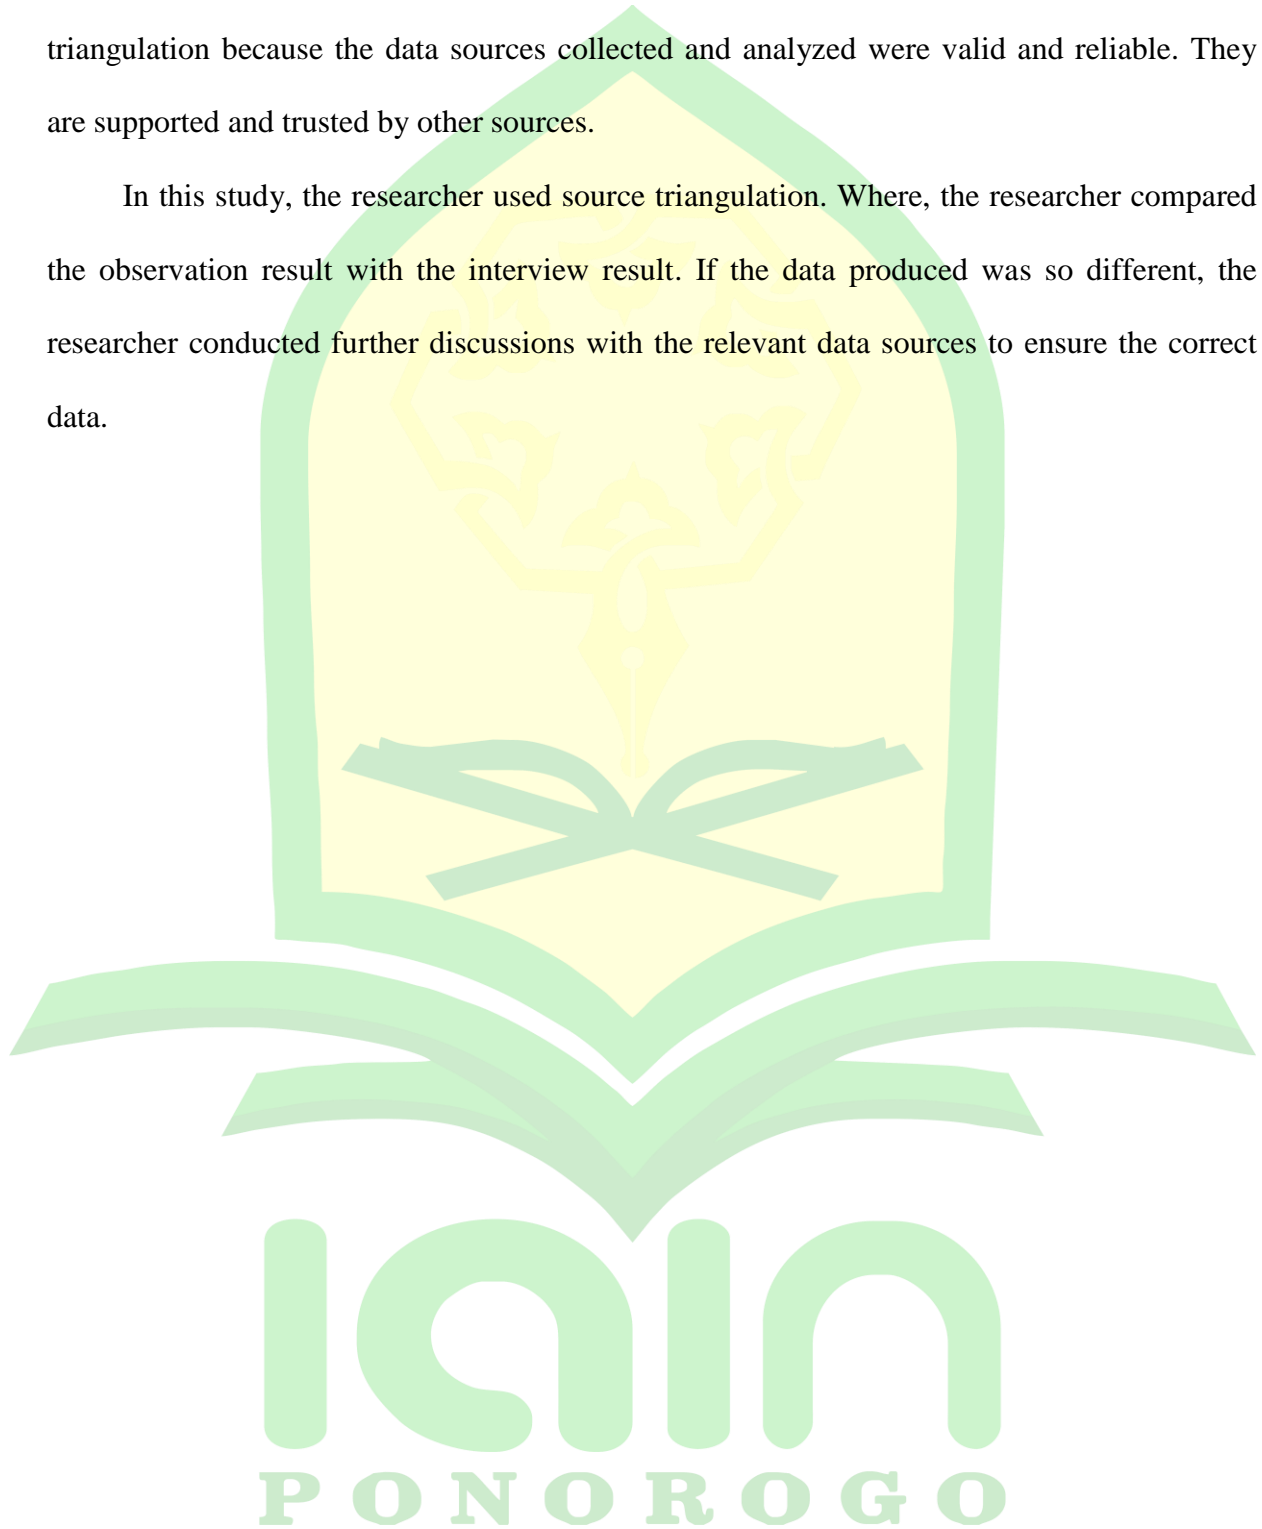 triangulation because the data sources collected and analyzed were valid and reliable. They
are supported and trusted by other sources.
In this study, the researcher used source triangulation. Where, the researcher compared
the observation result with the interview result. If the data produced was so different, the
researcher conducted further discussions with the relevant data sources to ensure the correct
data.
iain
PONOROGO